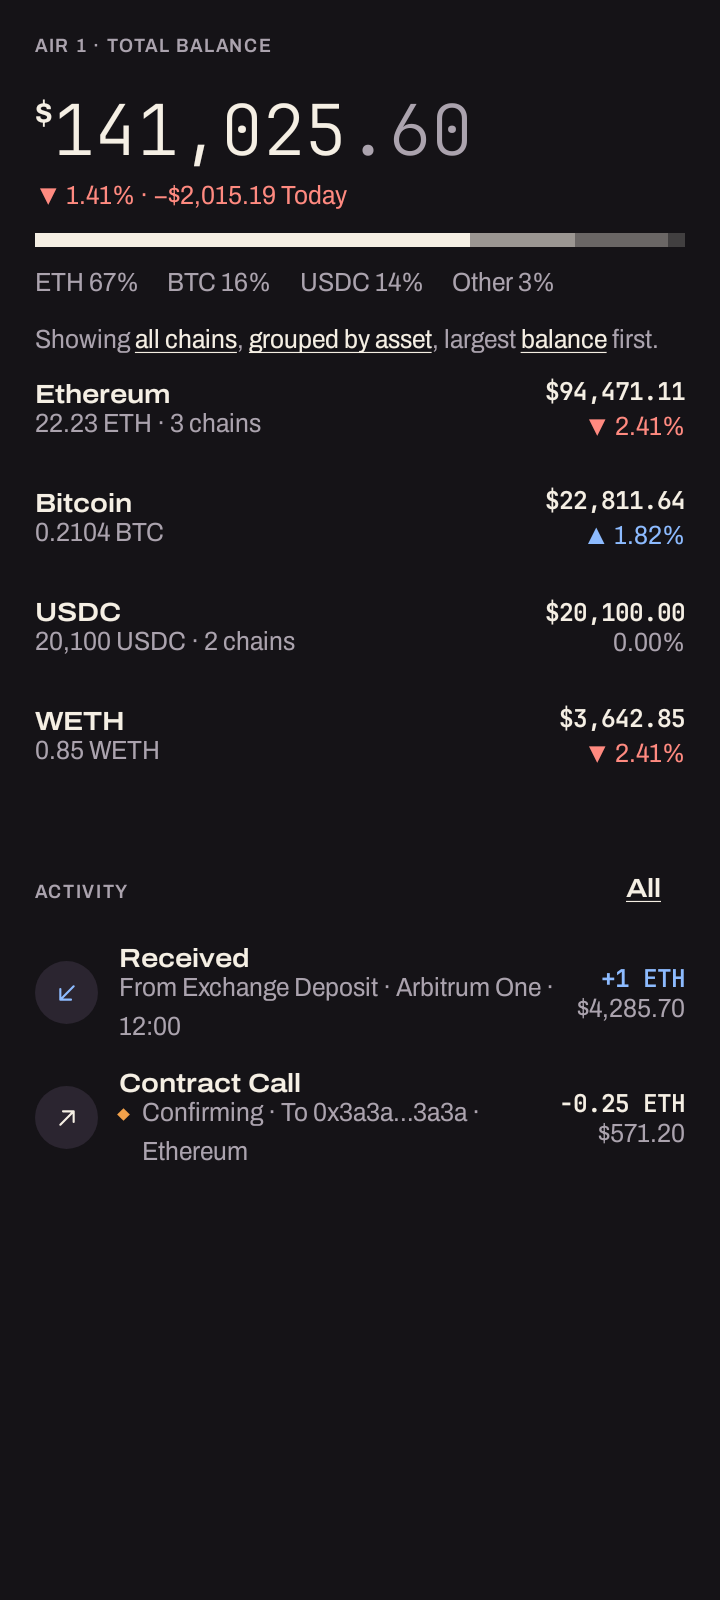 AIR 1 · TOTAL BALANCE
$141,025.60
▼ 1.41% · −$2,015.19 Today
ETH 67% BTC 16% USDC 14% Other 3%
Showing all chains, grouped by asset, largest balance first.
Ethereum $94,471.11
22.23 ETH · 3 chains ▼ 2.41%
Bitcoin $22,811.64
0.2104 BTC ▲ 1.82%
USDC $20,100.00
20,100 USDC · 2 chains 0.00%
WETH $3,642.85
0.85 WETH ▼ 2.41%
ACTIVITY All
Received
From Exchange Deposit · Arbitrum One ·
12:00
+1 ETH
$4,285.70
Contract Call
Confirming · To 0x3a3a…3a3a ·
Ethereum
-0.25 ETH
$571.20